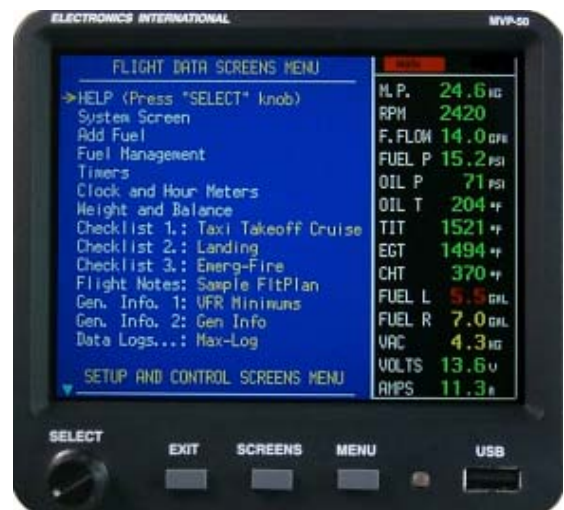 ELECTRONICS INTERNATIONAL MVP-50
FLIGHT DATA SCREENS MENU
HELP (Press "SELECT" knob)
System Screen
Add Fuel
Fuel Management
Timers
Clock and Hour Meters
Weight and Balance
Checklist 1.: Taxi Takeoff Cruise
Checklist 2.: Landing
Checklist 3.: Emerg-Fire
Flight Notes: Sample FltPlan
Gen. Info. 1: VFR Minimums
Gen. Info. 2: Gen Info
Data Logs...: Max-Log
SETUP AND CONTROL SCREENS MENU
M.P. 24.6 HG
RPM 2420
F.FLOW 14.0 GPH
FUEL P 15.2 PSI
OIL P 71 PSI
OIL T 204 °F
TIT 1521 °F
EGT 1494 °F
CHT 370 °F
FUEL L 5.5 GAL
FUEL R 7.0 GAL
VAC 4.3 HG
VOLTS 13.6 V
AMPS 11.3 A
SELECT EXIT SCREENS MENU USB